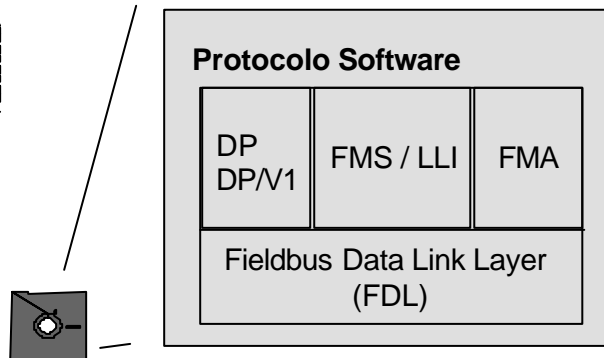 Protocolo Software
DP
DP/V1
FMS / LLI
FMA
Fieldbus Data Link Layer
(FDL)